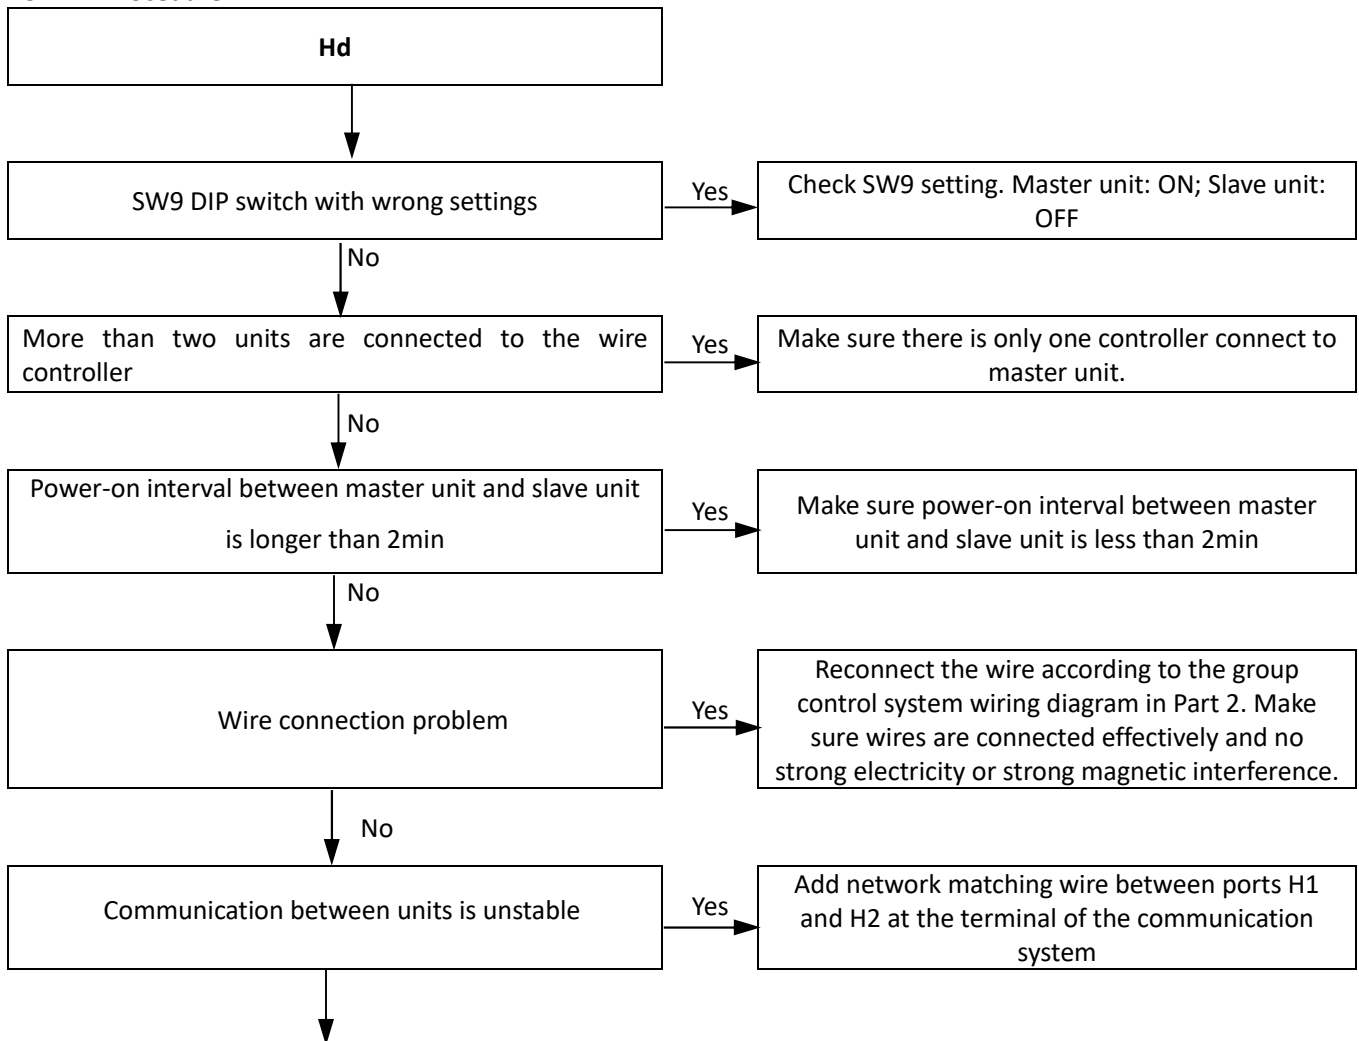 Hd
SW9 DIP switch with wrong settings
Yes
Check SW9 setting. Master unit: ON; Slave unit:
OFF
No
More than two units are connected to the wire
controller
Yes
Make sure there is only one controller connect to
master unit.
No
Power-on interval between master unit and slave unit
is longer than 2min
Yes
Make sure power-on interval between master
unit and slave unit is less than 2min
No
Wire connection problem
Yes
Reconnect the wire according to the group
control system wiring diagram in Part 2. Make
sure wires are connected effectively and no
strong electricity or strong magnetic interference.
No
Communication between units is unstable
Yes
Add network matching wire between ports H1
and H2 at the terminal of the communication
system